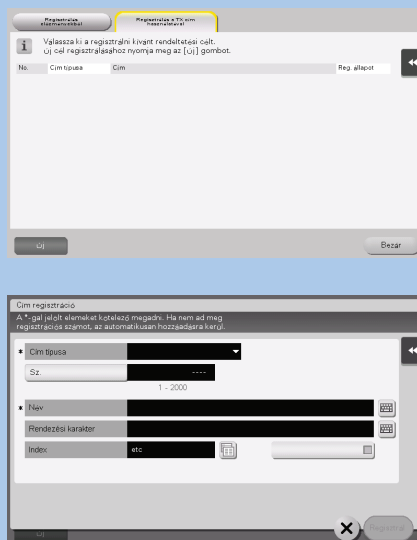 Regisztrálás
előzményekből
Regisztrálás a TX cím
használatával
Válassza ki a regisztrálni kívánt rendeltetési célt.
Új cél regisztrálásához nyomja meg az [Új] gombot.
No. Cím típusa Cím Reg. állapot
Új Bezár
Cím regisztráció
A *-gal jelölt elemeket kötelező megadni. Ha nem ad meg
regisztrációs számot, az automatikusan hozzáadásra kerül.
* Cím típusa
Sz. ----
1 - 2000
* Név
Rendezési karakter
Index etc
Regisztrál